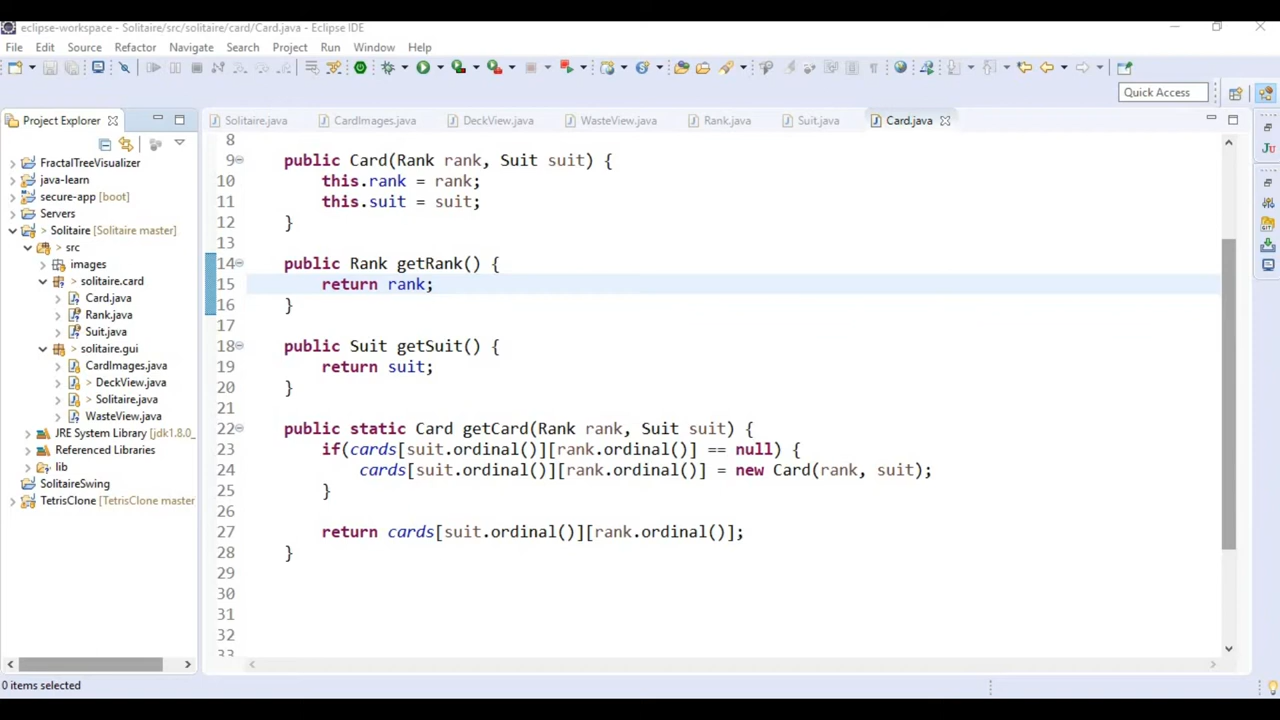 eclipse-workspace - Solitaire/src/solitaire/card/Card.java - Eclipse IDE
File Edit Source Refactor Navigate Search Project Run Window Help
Quick Access
Project Explorer
Solitaire.java CardImages.java DeckView.java WasteView.java Rank.java Suit.java Card.java
FractalTreeVisualizer
java-learn
secure-app [boot]
Servers
> Solitaire [Solitaire master]
> src
images
> solitaire.card
Card.java
Rank.java
Suit.java
> solitaire.gui
CardImages.java
> DeckView.java
> Solitaire.java
WasteView.java
JRE System Library [jdk1.8.0_
Referenced Libraries
lib
SolitaireSwing
TetrisClone [TetrisClone master
8
9 public Card(Rank rank, Suit suit) {
10 this.rank = rank;
11 this.suit = suit;
12 }
13
14 public Rank getRank() {
15 return rank;
16 }
17
18 public Suit getSuit() {
19 return suit;
20 }
21
22 public static Card getCard(Rank rank, Suit suit) {
23 if(cards[suit.ordinal()][rank.ordinal()] == null) {
24 cards[suit.ordinal()][rank.ordinal()] = new Card(rank, suit);
25 }
26
27 return cards[suit.ordinal()][rank.ordinal()];
28 }
29
30
31
32
33
0 items selected